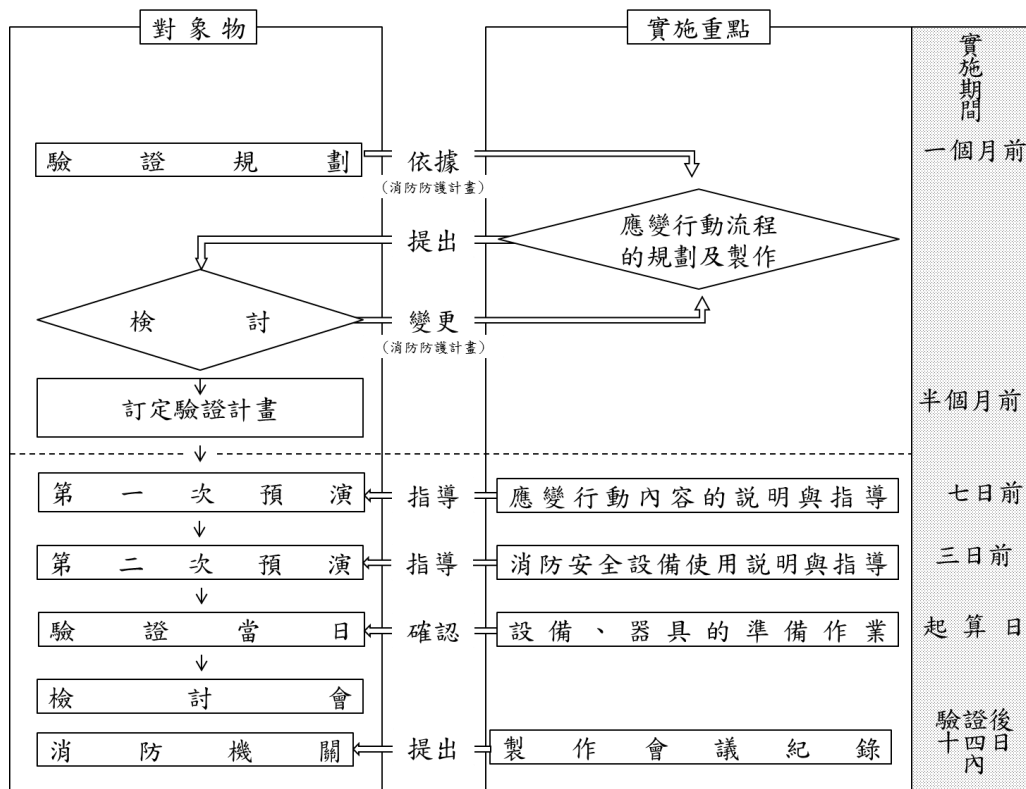 對象物
實施重點
實施期間
驗證規劃
依據
(消防防護計畫)
一個月前
應變行動流程
的規劃及製作
提出
檢討
變更
(消防防護計畫)
訂定驗證計畫
半個月前
第一次預演
指導
應變行動內容的說明與指導
七日前
第二次預演
指導
消防安全設備使用說明與指導
三日前
驗證當日
確認
設備、器具的準備作業
起算日
檢討會
消防機關
提出
製作會議紀錄
驗證後
十四日
內